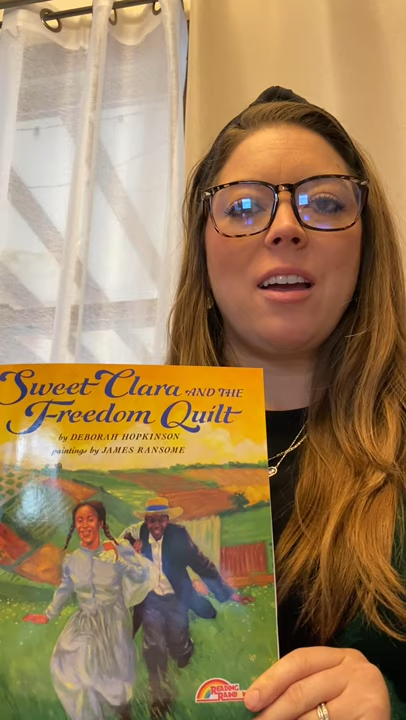 Sweet Clara AND THE
Freedom Quilt
by DEBORAH HOPKINSON
paintings by JAMES RANSOME
READING
RAINBOW